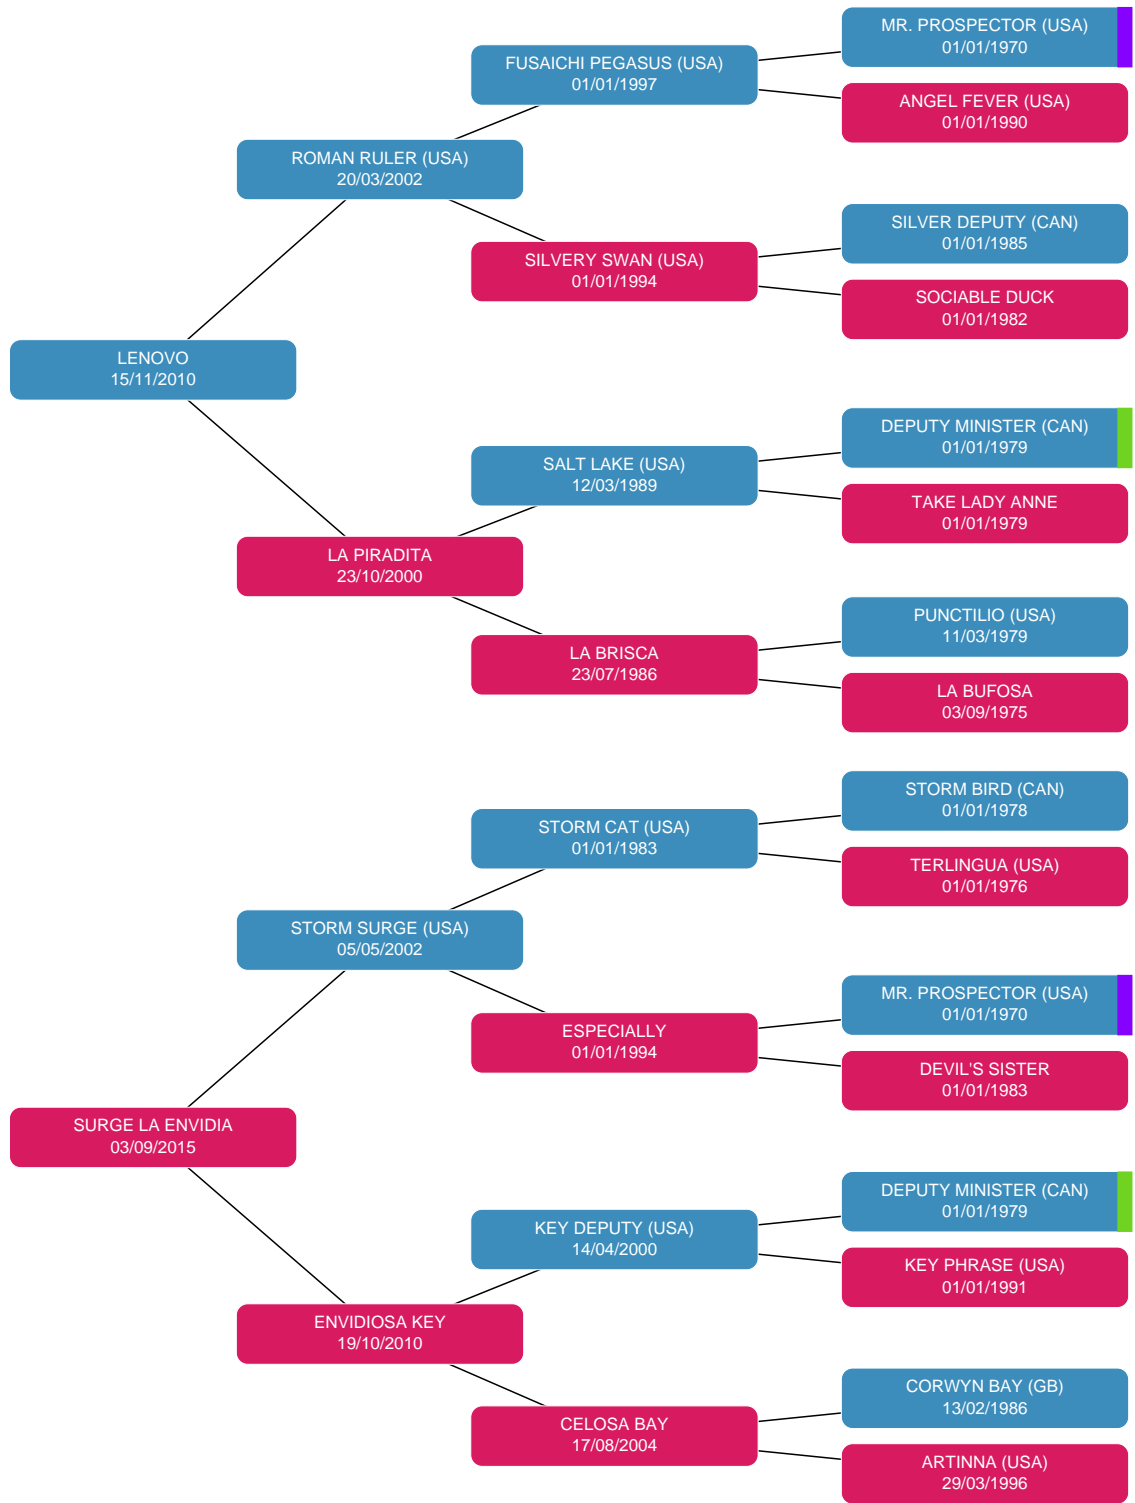 MR. PROSPECTOR (USA)
01/01/1970
FUSAICHI PEGASUS (USA)
01/01/1997
ANGEL FEVER (USA)
01/01/1990
ROMAN RULER (USA)
20/03/2002
SILVER DEPUTY (CAN)
01/01/1985
SILVERY SWAN (USA)
01/01/1994
SOCIABLE DUCK
01/01/1982
LENOVO
15/11/2010
DEPUTY MINISTER (CAN)
01/01/1979
SALT LAKE (USA)
12/03/1989
TAKE LADY ANNE
01/01/1979
LA PIRADITA
23/10/2000
PUNCTILIO (USA)
11/03/1979
LA BRISCA
23/07/1986
LA BUFOSA
03/09/1975
STORM BIRD (CAN)
01/01/1978
STORM CAT (USA)
01/01/1983
TERLINGUA (USA)
01/01/1976
STORM SURGE (USA)
05/05/2002
MR. PROSPECTOR (USA)
01/01/1970
ESPECIALLY
01/01/1994
DEVIL'S SISTER
01/01/1983
SURGE LA ENVIDIA
03/09/2015
DEPUTY MINISTER (CAN)
01/01/1979
KEY DEPUTY (USA)
14/04/2000
KEY PHRASE (USA)
01/01/1991
ENVIDIOSA KEY
19/10/2010
CORWYN BAY (GB)
13/02/1986
CELOSA BAY
17/08/2004
ARTINNA (USA)
29/03/1996